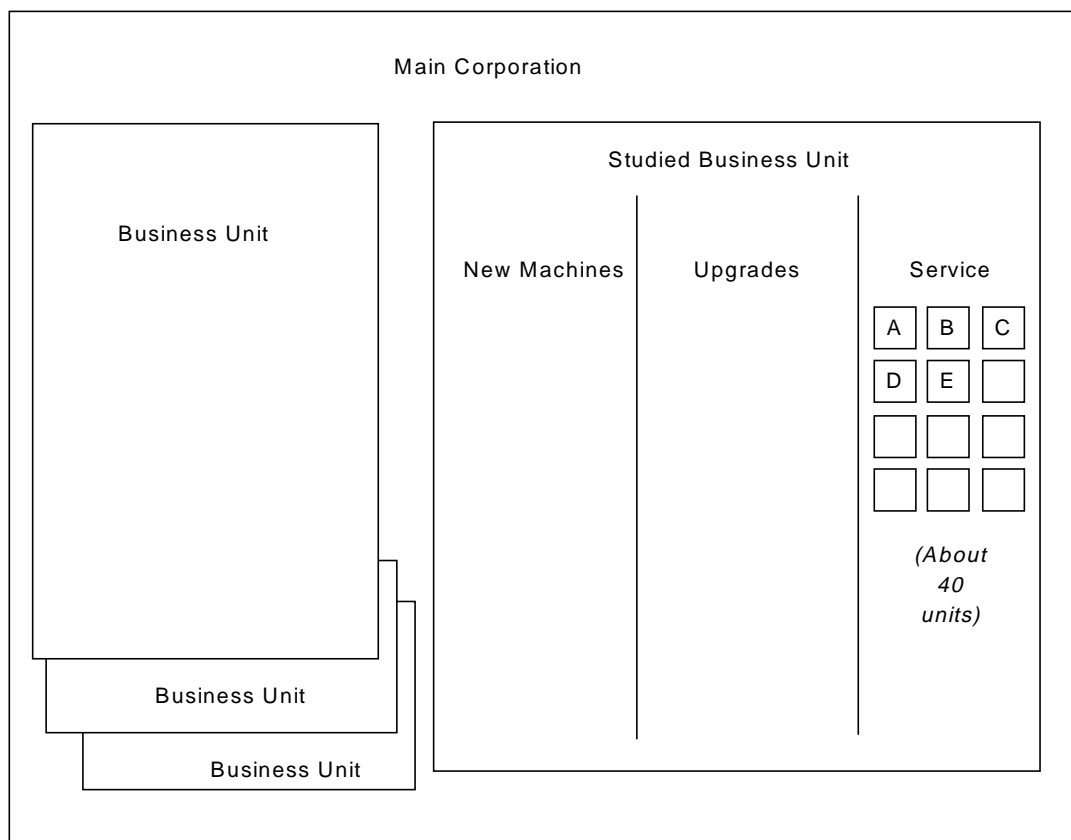 Main Corporation
Business Unit
Business Unit
Business Unit
Studied Business Unit
New Machines
Upgrades
Service
A B C
D E
(About
40
units)